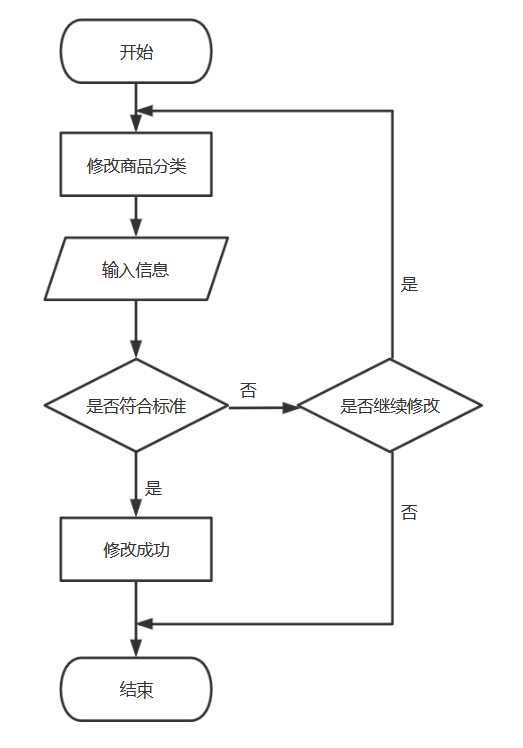 开始
修改商品分类
输入信息
是
是否符合标准
否
是否继续修改
是
否
修改成功
结束